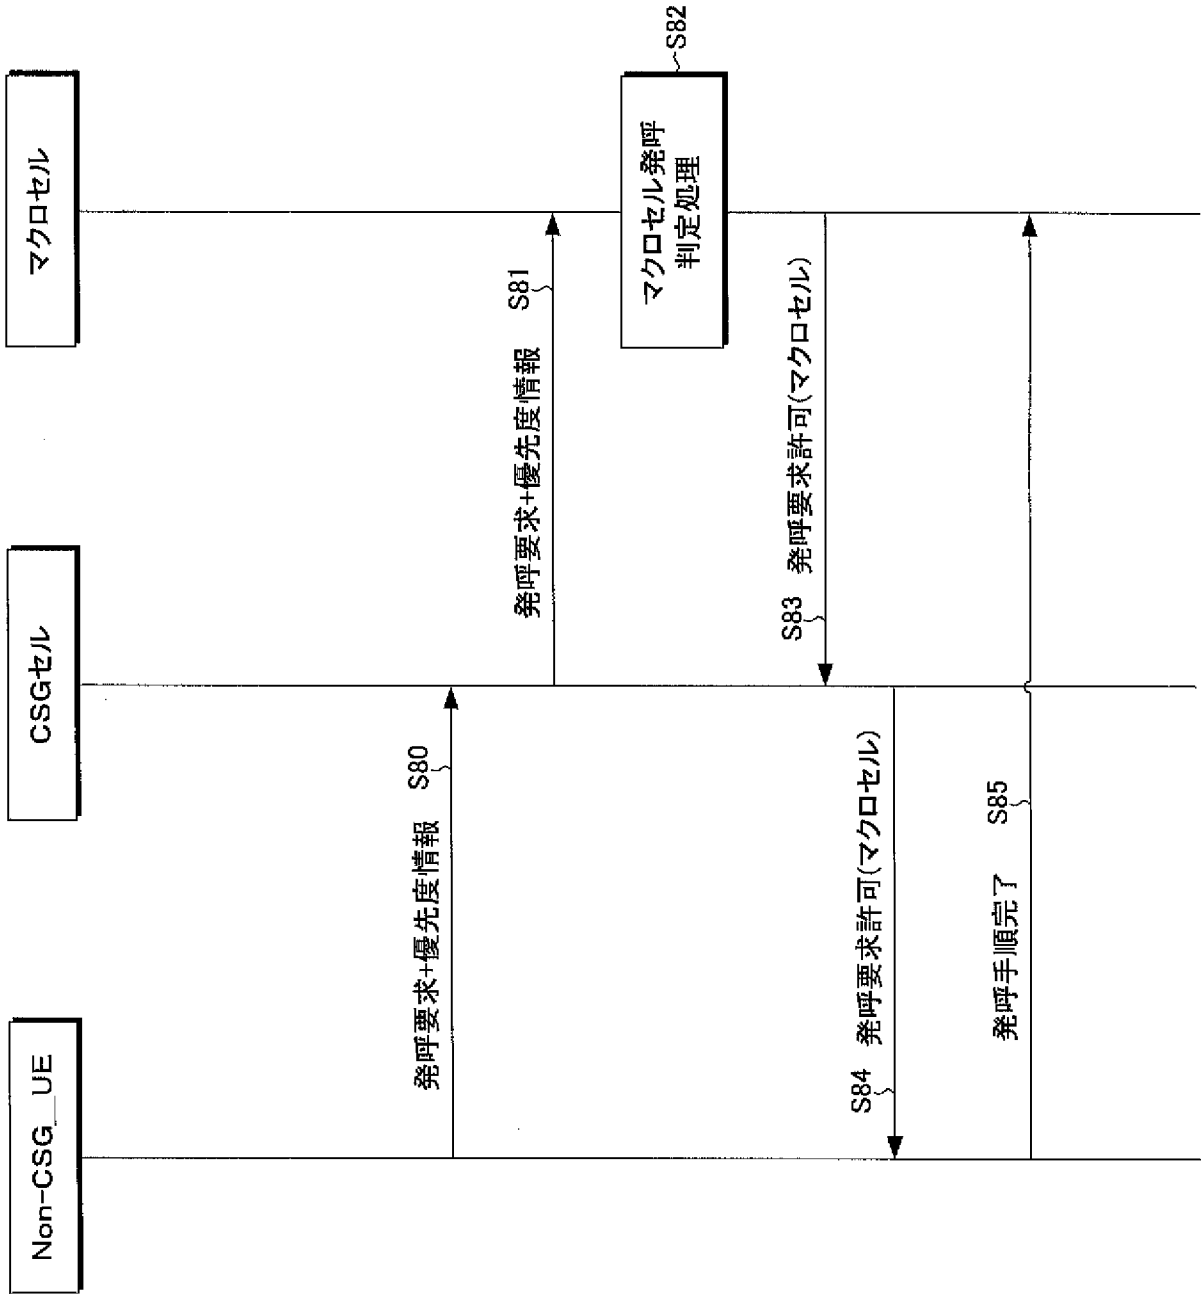 Non-CSG_UE
CSGセル
マクロセル
発呼要求+優先度情報
S80
発呼要求+優先度情報
S81
マクロセル発呼
判定処理
S82
S83
発呼要求許可(マクロセル)
S84
発呼要求許可(マクロセル)
発呼手順完了
S85